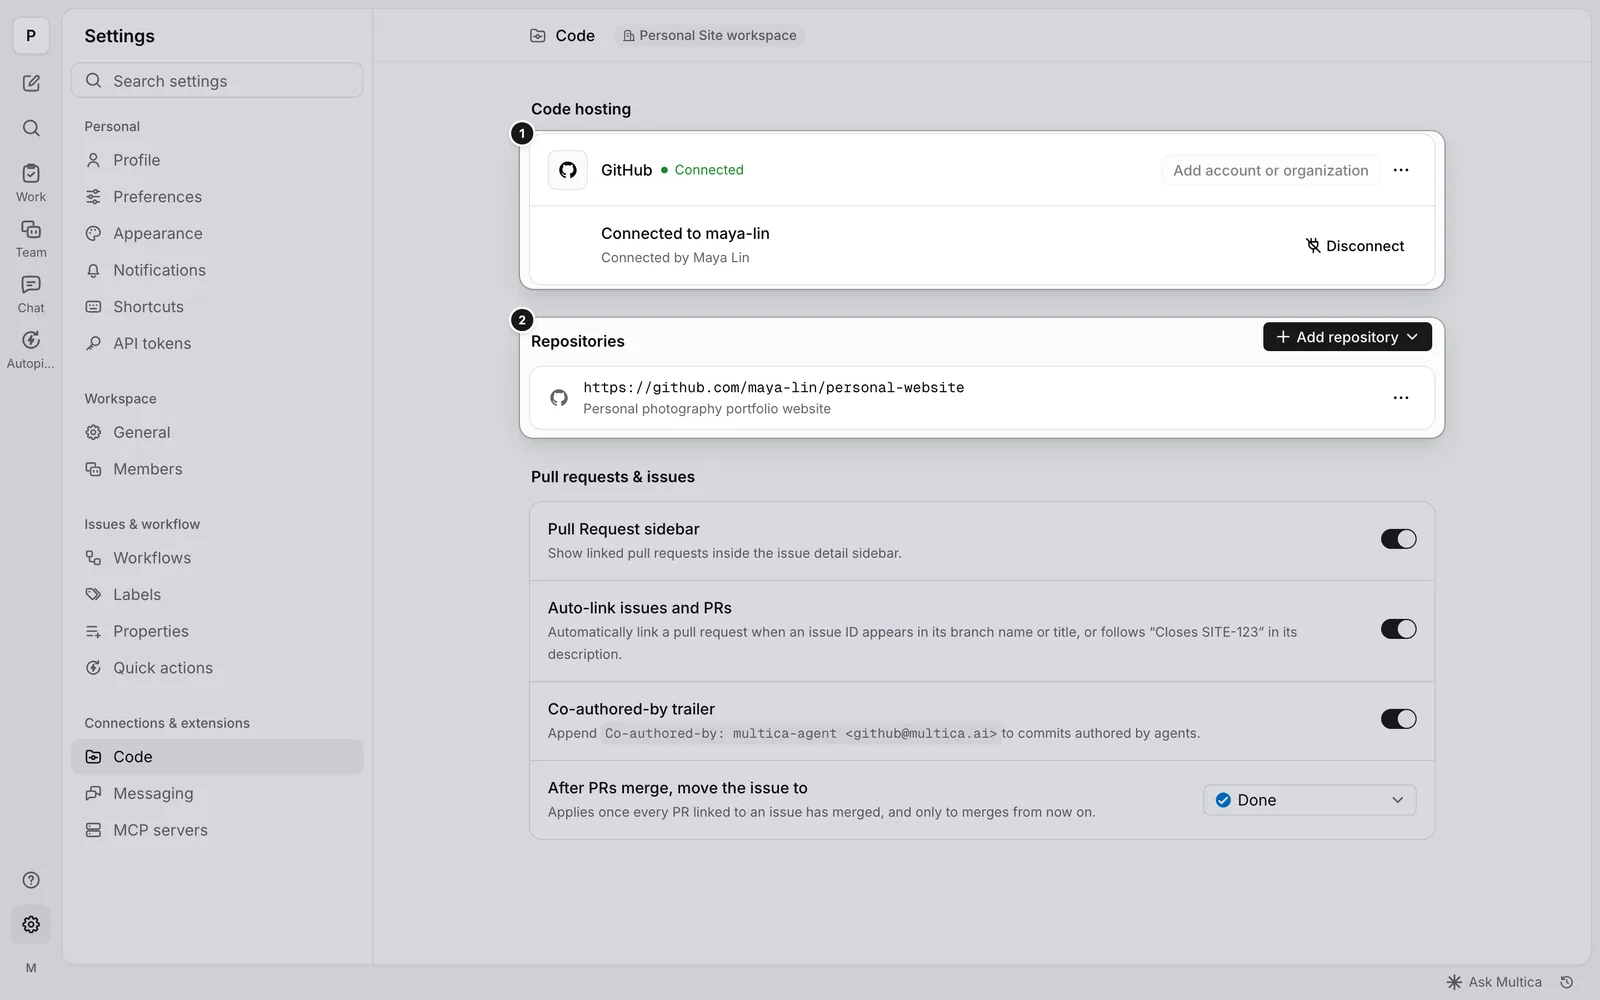 P
Settings
Search settings
Personal
Profile
Preferences
Appearance
Notifications
Shortcuts
API tokens
Workspace
General
Members
Issues & workflow
Workflows
Labels
Properties
Quick actions
Connections & extensions
Code
Messaging
MCP servers
Work
Team
Chat
Autopi...
M
Code
Personal Site workspace
Code hosting
1
GitHub
Connected
Add account or organization
Connected to maya-lin
Connected by Maya Lin
Disconnect
2
Repositories
Add repository
https://github.com/maya-lin/personal-website
Personal photography portfolio website
Pull requests & issues
Pull Request sidebar
Show linked pull requests inside the issue detail sidebar.
Auto-link issues and PRs
Automatically link a pull request when an issue ID appears in its branch name or title, or follows “Closes SITE-123” in its
description.
Co-authored-by trailer
Append Co-authored-by: multica-agent <github@multica.ai> to commits authored by agents.
After PRs merge, move the issue to
Applies once every PR linked to an issue has merged, and only to merges from now on.
Done
Ask Multica